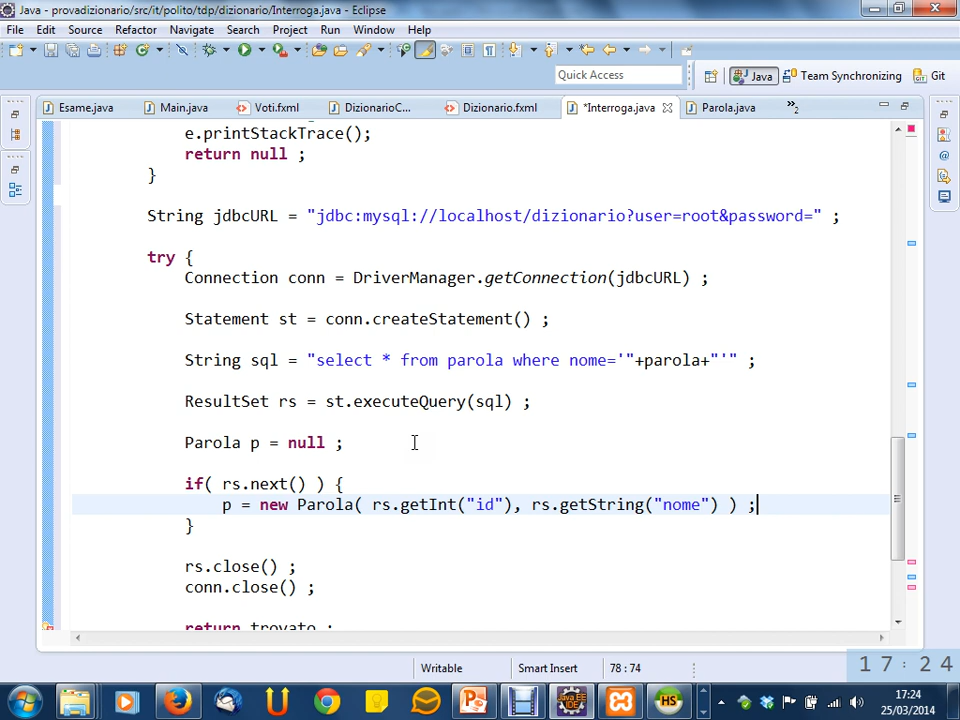 Java - provadizionario/src/it/polito/tdp/dizionario/Interroga.java - Eclipse
File Edit Source Refactor Navigate Search Project Run Window Help
Quick Access
Java Team Synchronizing Git
Esame.java Main.java Voti.fxml DizionarioC... Dizionario.fxml *Interroga.java Parola.java »2
e.printStackTrace();
return null ;
}
String jdbcURL = "jdbc:mysql://localhost/dizionario?user=root&password=" ;
try {
Connection conn = DriverManager.getConnection(jdbcURL) ;
Statement st = conn.createStatement() ;
String sql = "select * from parola where nome='"+parola+"'" ;
ResultSet rs = st.executeQuery(sql) ;
Parola p = null ;
if( rs.next() ) {
p = new Parola( rs.getInt("id"), rs.getString("nome") ) ;
}
rs.close() ;
conn.close() ;
return trovato ;
Writable Smart Insert 78 : 74
17:24
17:24
25/03/2014